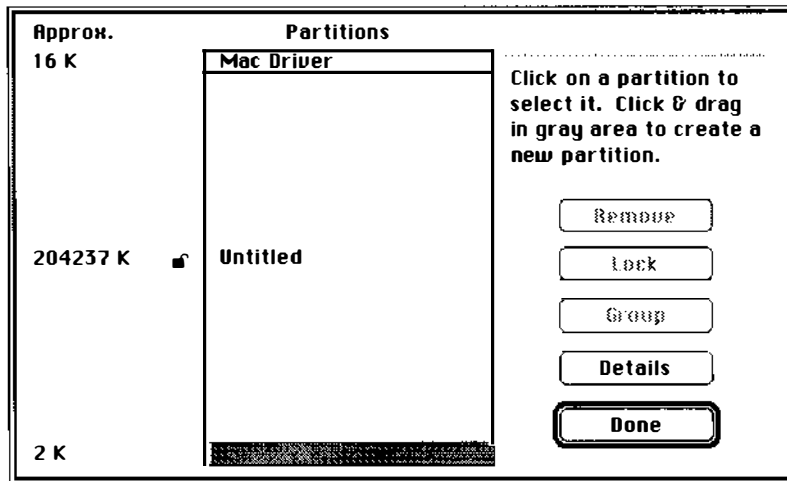 Approx. Partitions
16 K Mac Driver
Click on a partition to
select it. Click & drag
in gray area to create a
new partition.
Remove
204237 K Untitled
Lock
Group
Details
Done
2 K